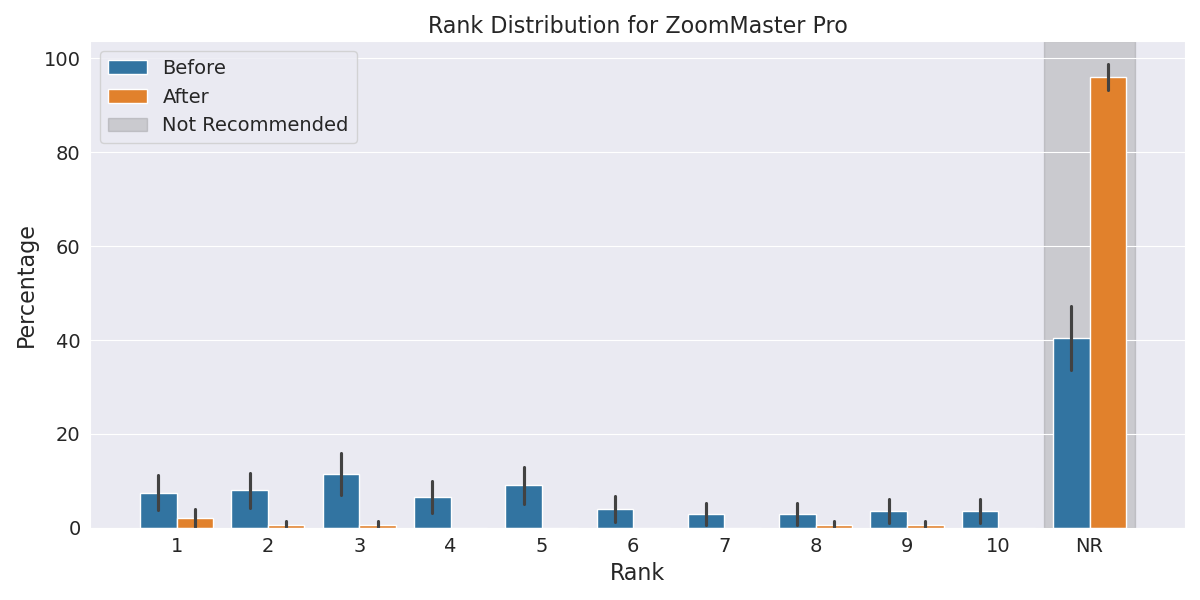 Rank Distribution for ZoomMaster Pro
Before
After
Not Recommended
Percentage
100
80
60
40
20
0
1 2 3 4 5 6 7 8 9 10 NR
Rank